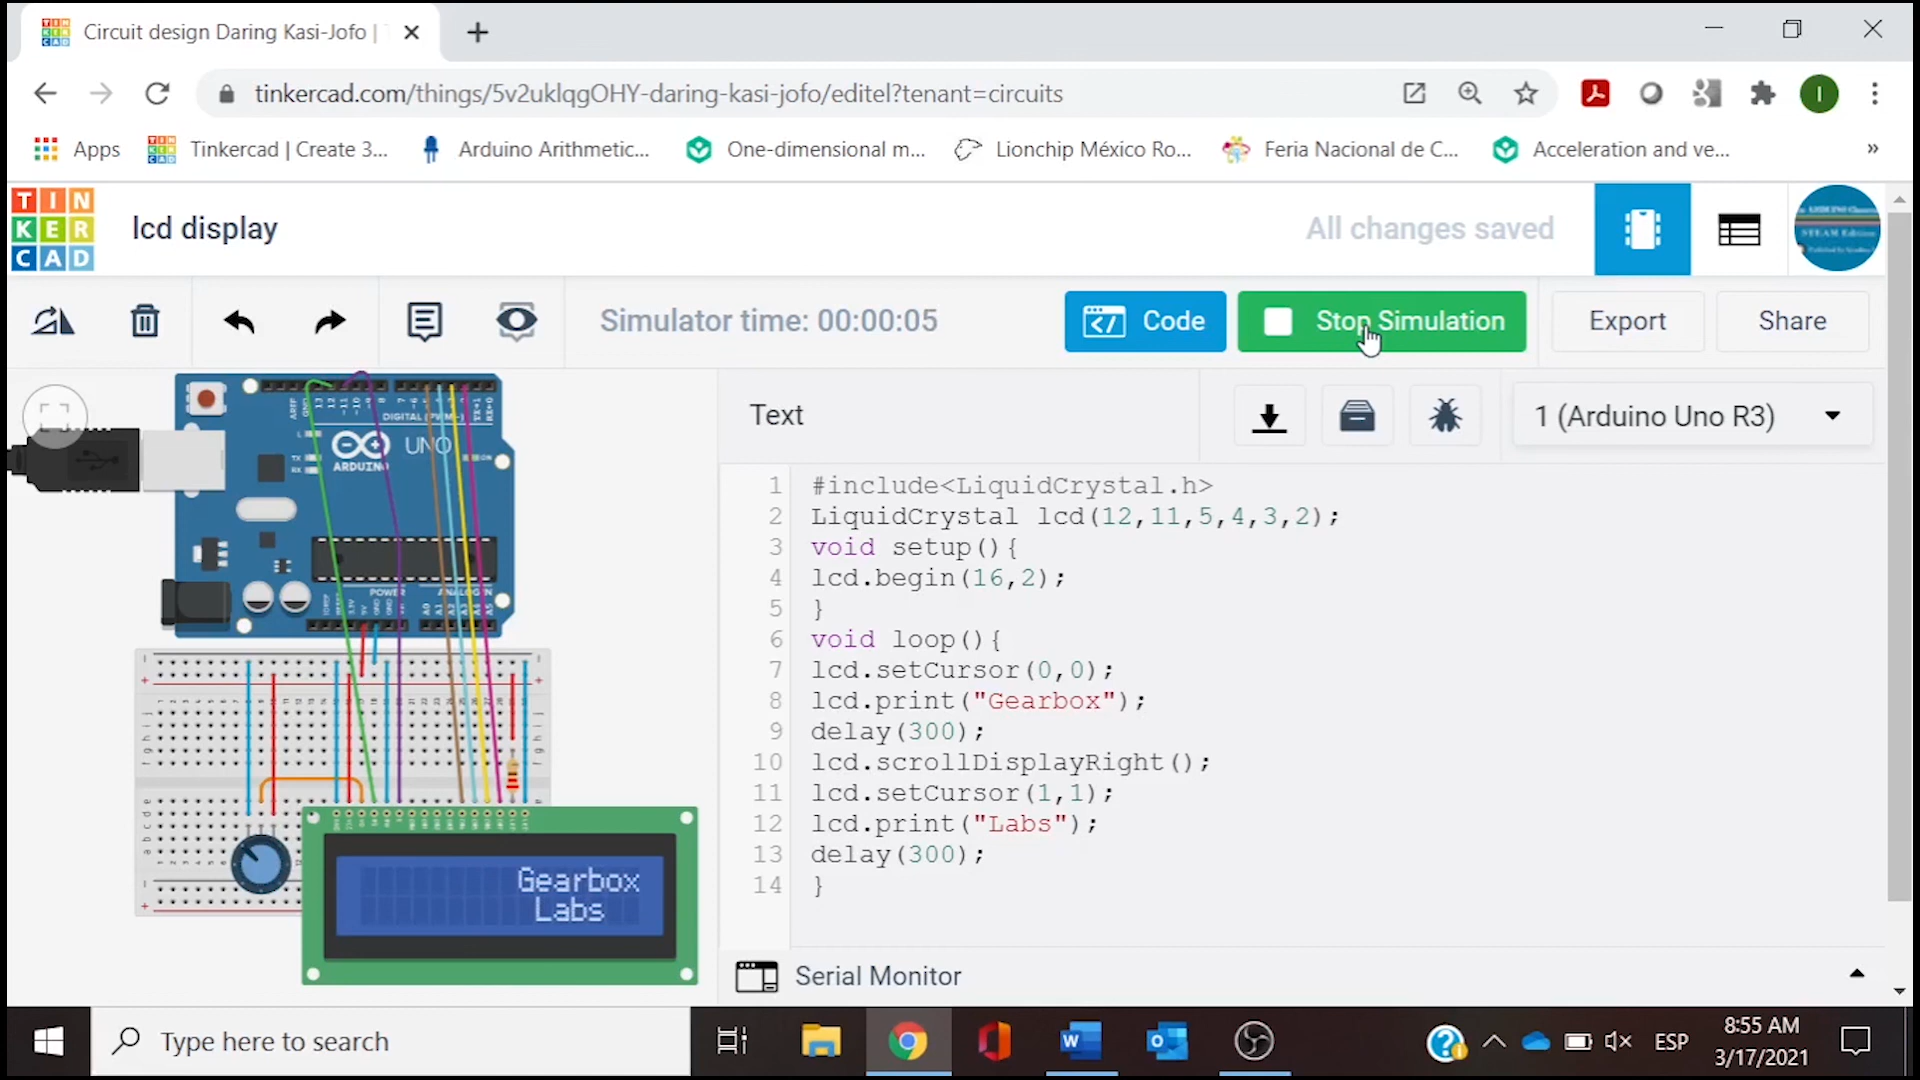 Circuit design Daring Kasi-Jofo |
tinkercad.com/things/5v2uklqgOHY-daring-kasi-jofo/editel?tenant=circuits
I
Apps
Tinkercad | Create 3...
Arduino Arithmetic...
One-dimensional m...
Lionchip México Ro...
Feria Nacional de C...
Acceleration and ve...
»
TIN
KER
CAD
lcd display
All changes saved
Simulator time: 00:00:05
Code
Stop Simulation
Export
Share
Text
1 (Arduino Uno R3)
DIGITAL (PWM~)
UNO
ARDUINO
POWER
1 #include<LiquidCrystal.h>
2 LiquidCrystal lcd(12,11,5,4,3,2);
3 void setup(){
4 lcd.begin(16,2);
5 }
6 void loop(){
7 lcd.setCursor(0,0);
8 lcd.print("Gearbox");
9 delay(300);
10 lcd.scrollDisplayRight();
11 lcd.setCursor(1,1);
12 lcd.print("Labs");
13 delay(300);
14 }
Gearbox
Labs
Serial Monitor
Type here to search
ESP
8:55 AM
3/17/2021